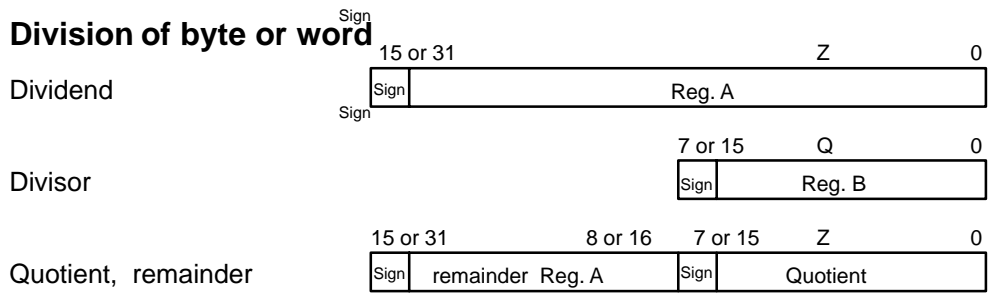 Sign
Division of byte or word
15 or 31 Z 0
Dividend Sign Reg. A
Sign
7 or 15 Q 0
Divisor Sign Reg. B
15 or 31 8 or 16 7 or 15 Z 0
Quotient, remainder Sign remainder Reg. A Sign Quotient